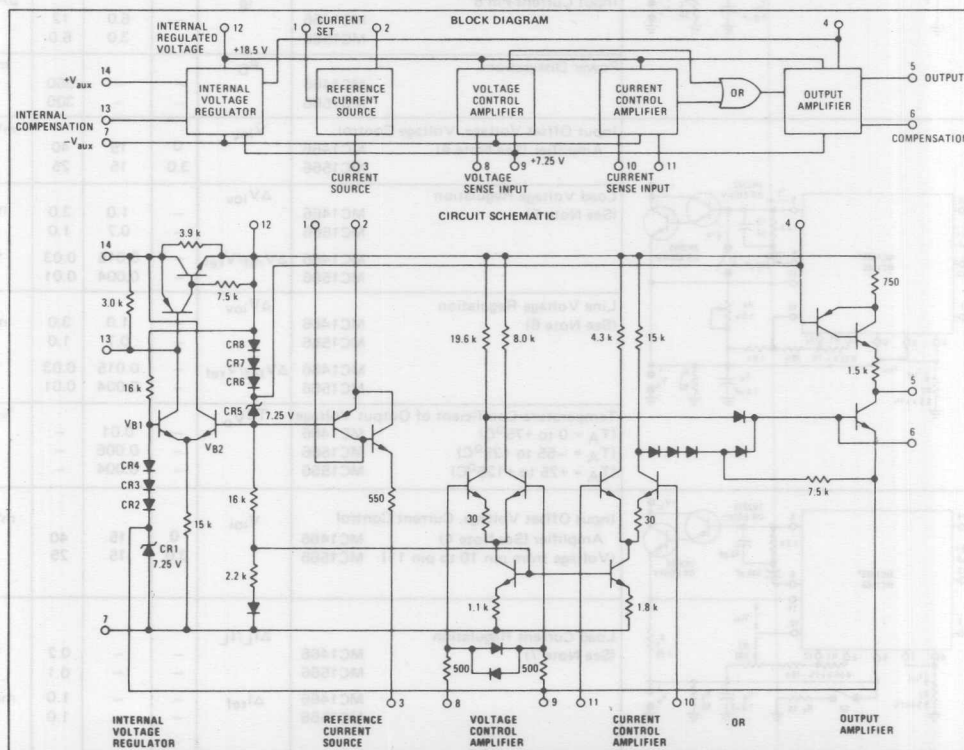 BLOCK DIAGRAM
INTERNAL
REGULATED
VOLTAGE
12
+18.5 V
1
CURRENT
SET
2
4
14
+Vaux
13
INTERNAL
COMPENSATION
7
-Vaux
INTERNAL
VOLTAGE
REGULATOR
REFERENCE
CURRENT
SOURCE
VOLTAGE
CONTROL
AMPLIFIER
CURRENT
CONTROL
AMPLIFIER
OR
OUTPUT
AMPLIFIER
5
OUTPUT
6
COMPENSATION
3
CURRENT
SOURCE
8
9
+7.25 V
VOLTAGE
SENSE INPUT
10
11
CURRENT
SENSE INPUT
CIRCUIT SCHEMATIC
14
3.9 k
12
1
2
4
7.5 k
3.0 k
13
16 k
CR8
CR7
CR6
CR5
7.25 V
VB1
VB2
CR4
CR3
CR2
CR1
7.25 V
15 k
16 k
2.2 k
7
550
19.6 k
8.0 k
4.3 k
15 k
30
30
1.1 k
1.8 k
500
500
750
1.5 k
5
6
7.5 k
3
8
9
11
10
INTERNAL
VOLTAGE
REGULATOR
REFERENCE
CURRENT
SOURCE
VOLTAGE
CONTROL
AMPLIFIER
CURRENT
CONTROL
AMPLIFIER
OR
OUTPUT
AMPLIFIER